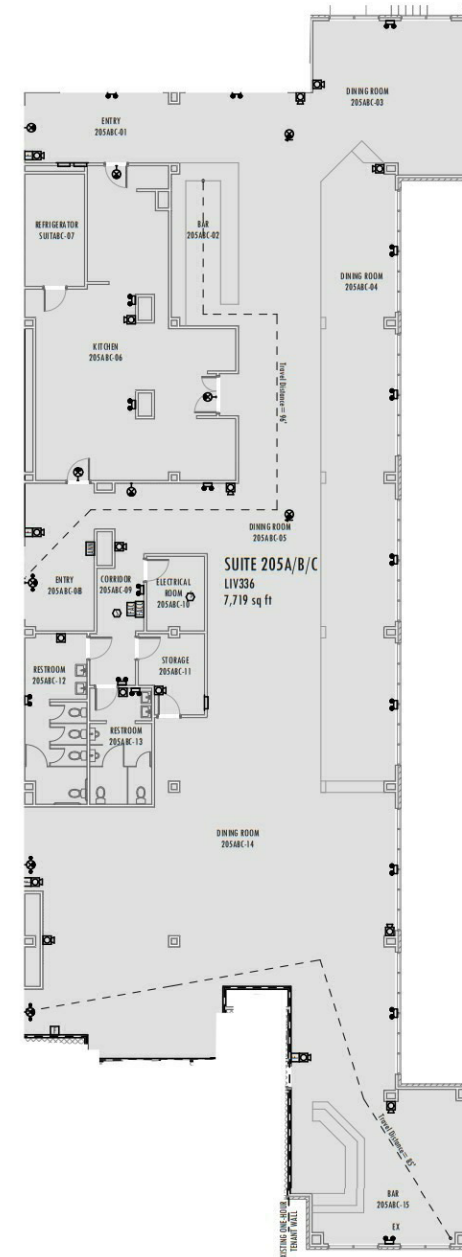 DINING ROOM
205ABC-03
ENTRY
205ABC-01
REFRIGERATOR
SUITABC-07
BAR
205ABC-02
DINING ROOM
205ABC-04
KITCHEN
205ABC-06
Travel Distance= 96'
DINING ROOM
205ABC-05
SUITE 205A/B/C
LIV336
7,719 sq ft
ENTRY
205ABC-08
CORRIDOR
205ABC-09
ELECTRICAL
ROOM
205ABC-10
STORAGE
205ABC-11
RESTROOM
205ABC-12
RESTROOM
205ABC-13
DINING ROOM
205ABC-14
Travel Distance= 85'
BAR
205ABC-15
EX
EXISTING ONE-HOUR
TENANT WALL